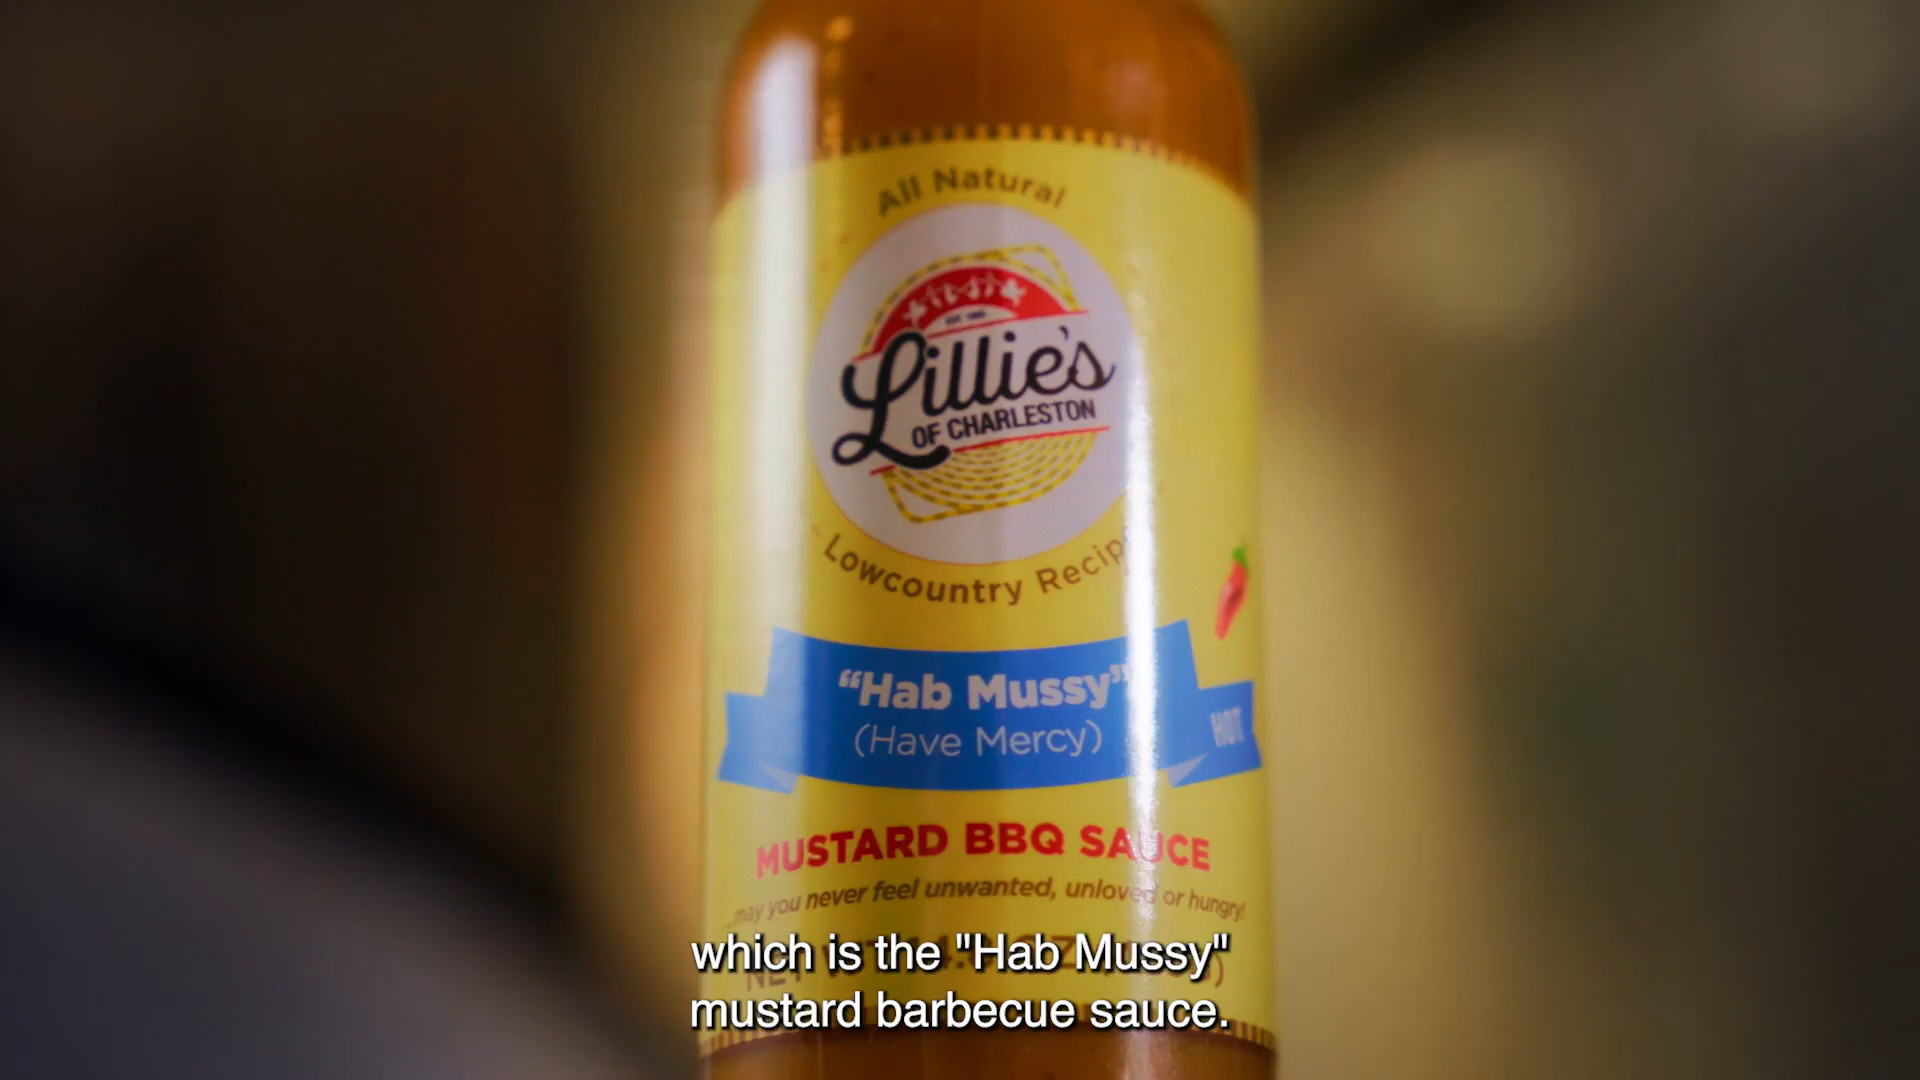 All Natural
Lillie's
OF CHARLESTON
Lowcountry Recip
"Hab Mussy"
(Have Mercy)
HOT!
MUSTARD BBQ SAUCE
...may you never feel unwanted, unloved or hungry!
which is the "Hab Mussy"
mustard barbecue sauce.